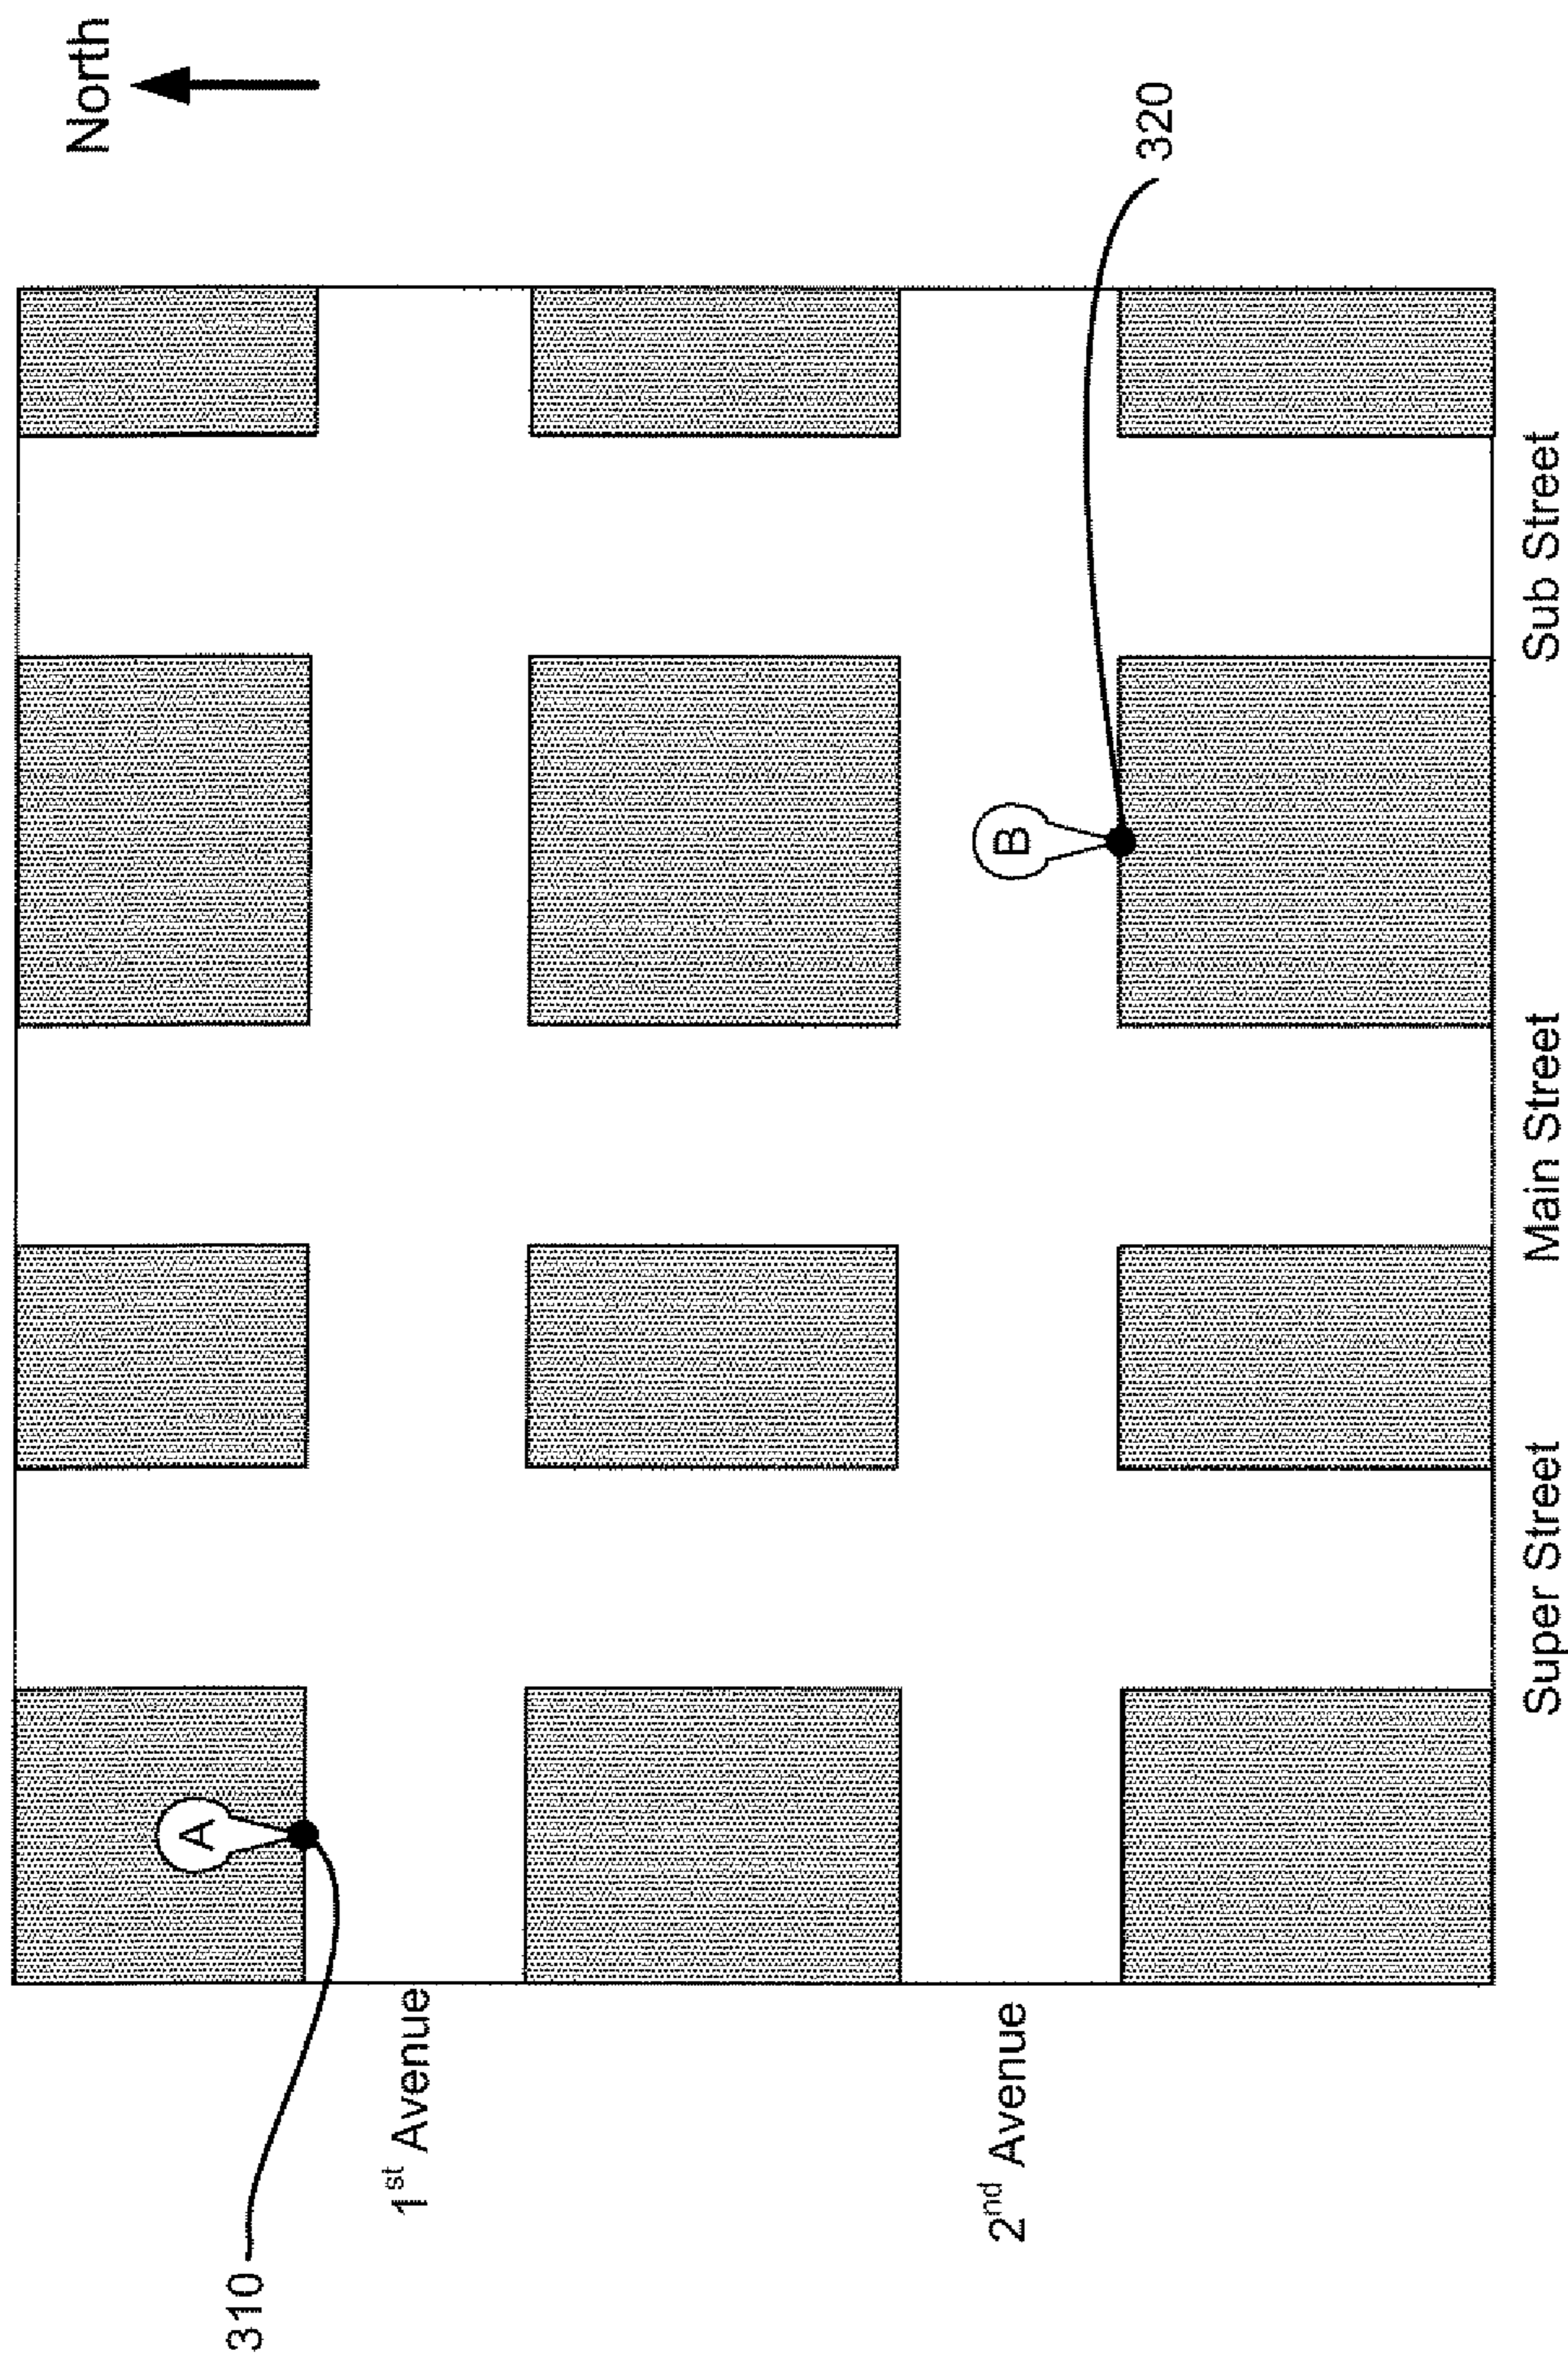 North
310
A
1st Avenue
B
2nd Avenue
320
Super Street
Main Street
Sub Street